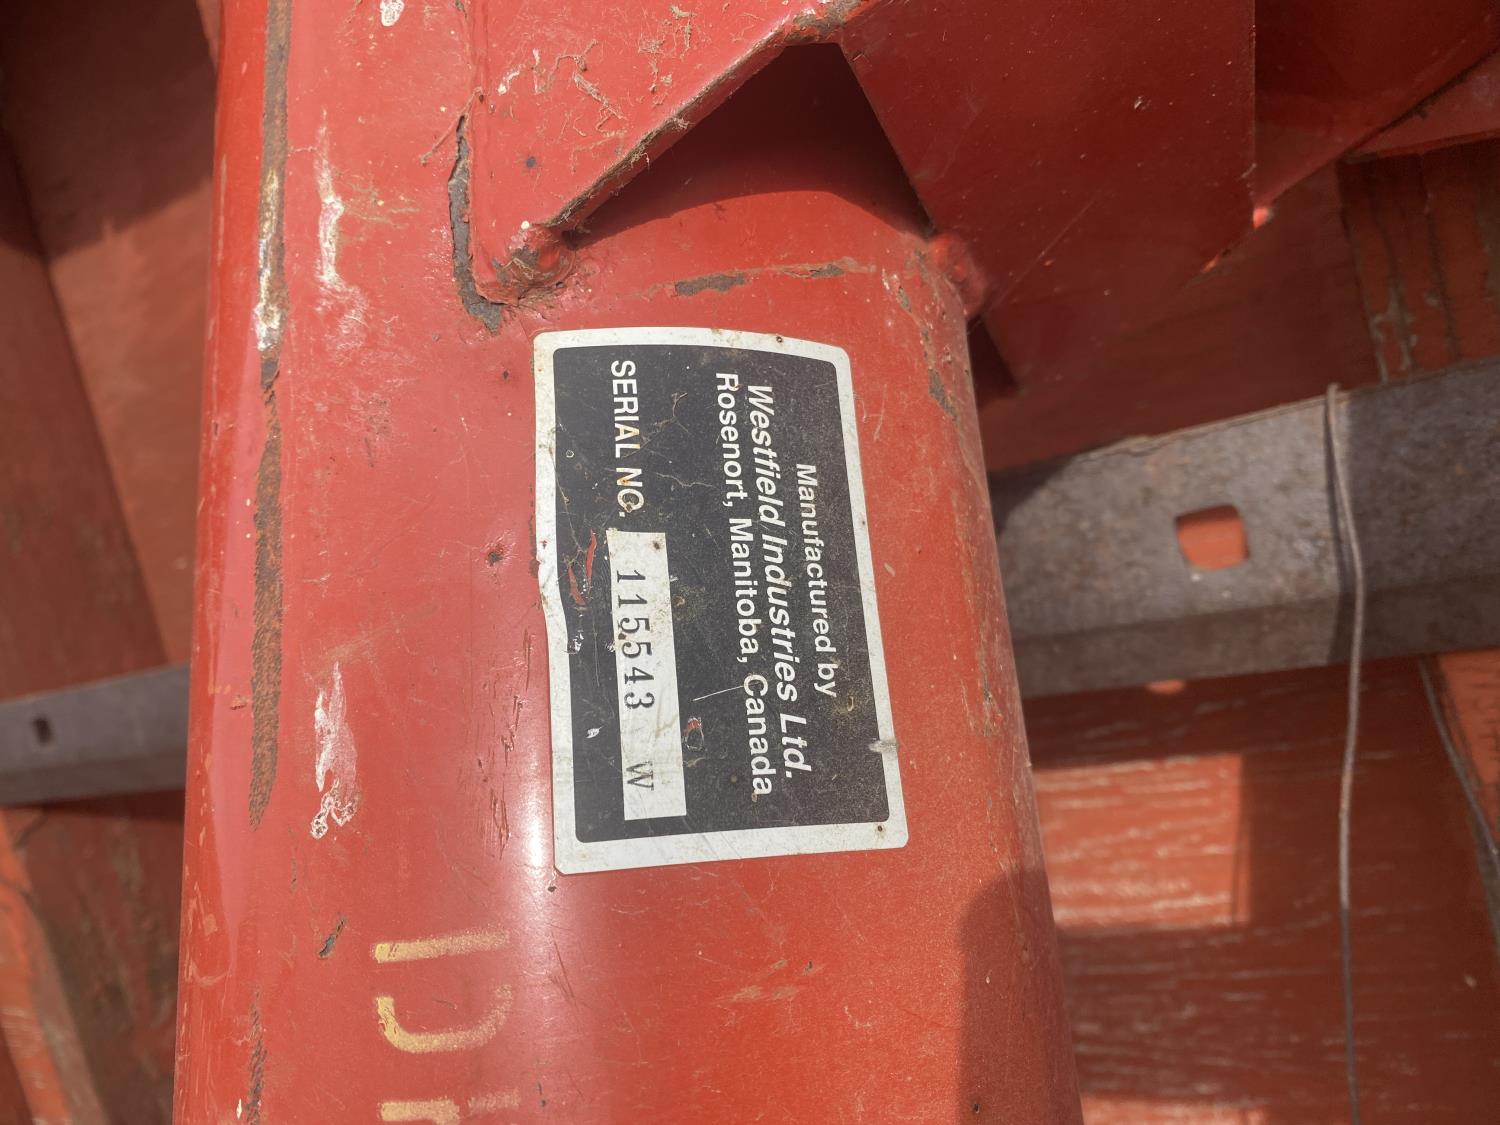 Manufactured by
Westfield Industries Ltd.
Rosenort, Manitoba, Canada
SERIAL NO. 115543 W